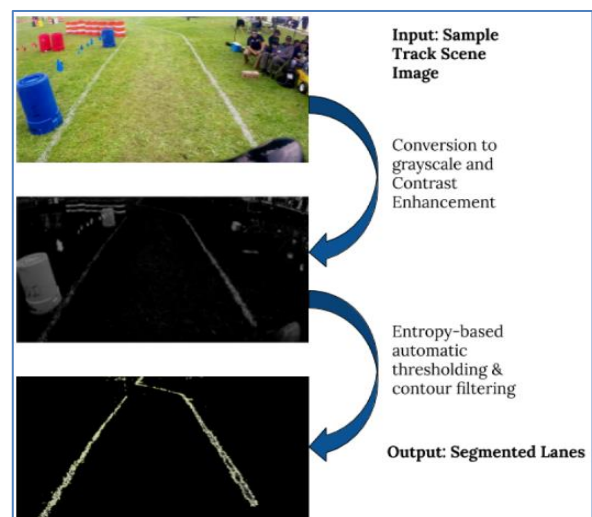 Input: Sample
Track Scene
Image
Conversion to
grayscale and
Contrast
Enhancement
Entropy-based
automatic
thresholding &
contour filtering
Output: Segmented Lanes